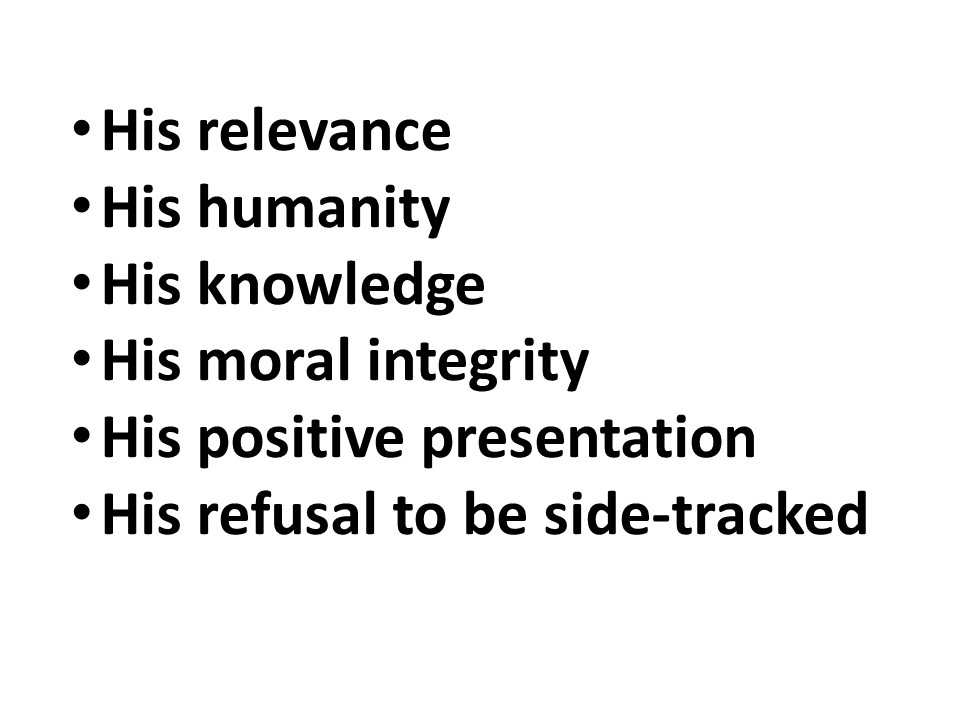 • His relevance
• His humanity
• His knowledge
• His moral integrity
• His positive presentation
• His refusal to be side-tracked